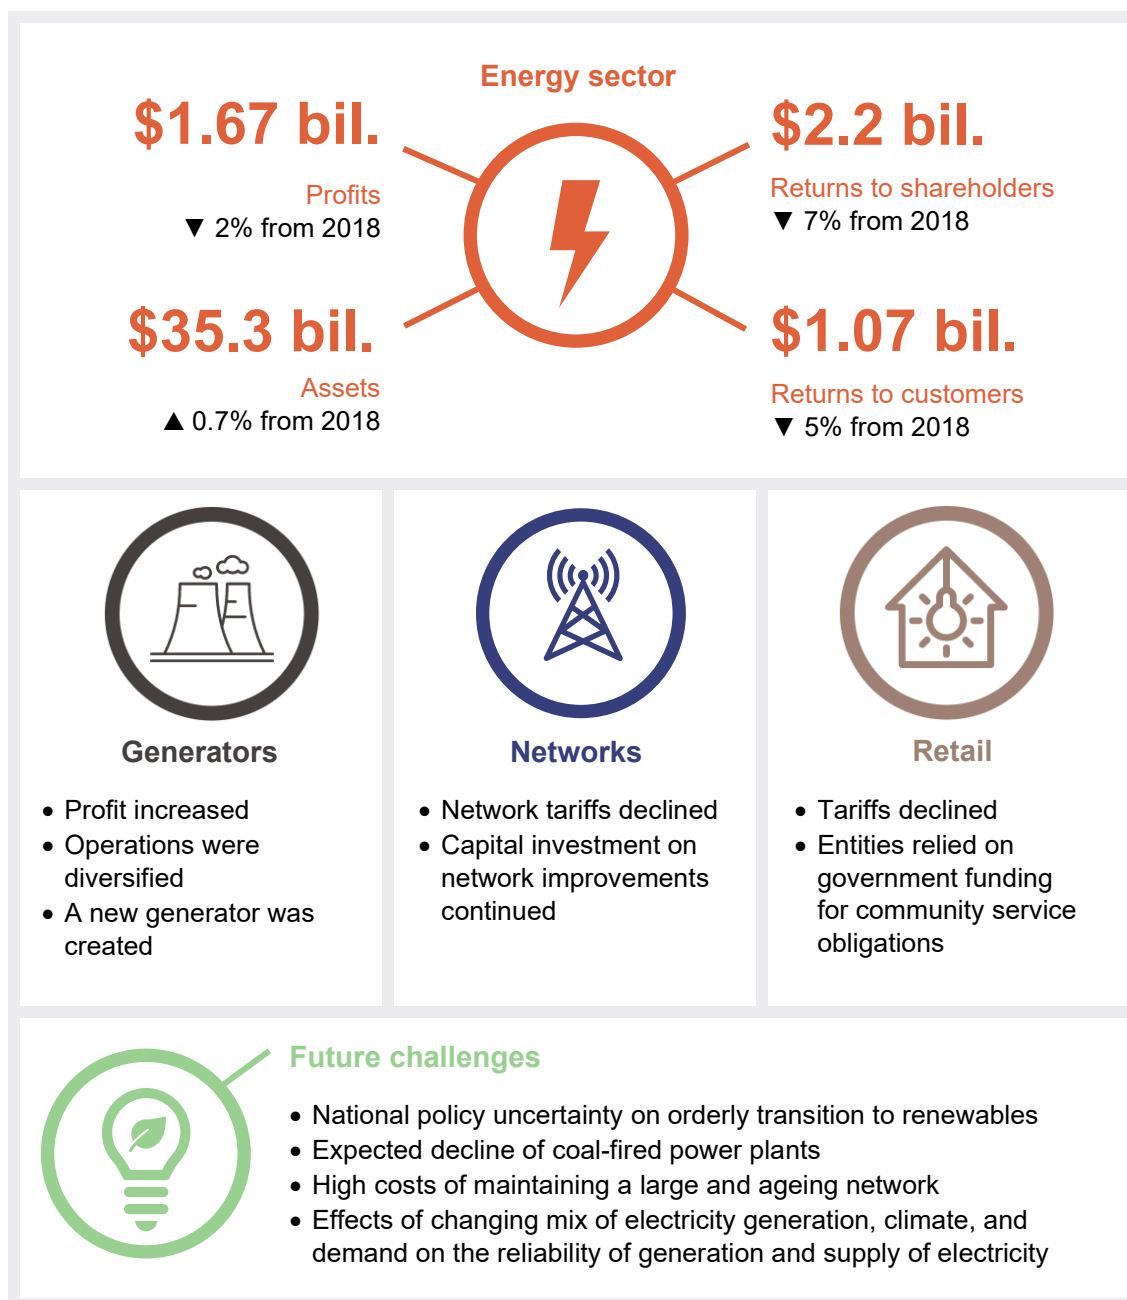 Energy sector
$1.67 bil.
Profits
▼ 2% from 2018
$2.2 bil.
Returns to shareholders
▼ 7% from 2018
$35.3 bil.
Assets
▲ 0.7% from 2018
$1.07 bil.
Returns to customers
▼ 5% from 2018
Generators
• Profit increased
• Operations were
diversified
• A new generator was
created
Networks
• Network tariffs declined
• Capital investment on
network improvements
continued
Retail
• Tariffs declined
• Entities relied on
government funding
for community service
obligations
Future challenges
• National policy uncertainty on orderly transition to renewables
• Expected decline of coal-fired power plants
• High costs of maintaining a large and ageing network
• Effects of changing mix of electricity generation, climate, and
demand on the reliability of generation and supply of electricity